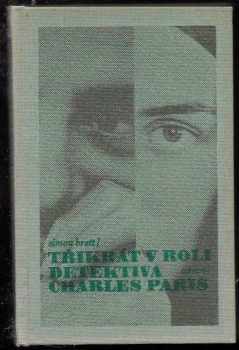 simon brett /
TŘIKRÁT V ROLI
DETEKTIVA
CHARLES PARIS